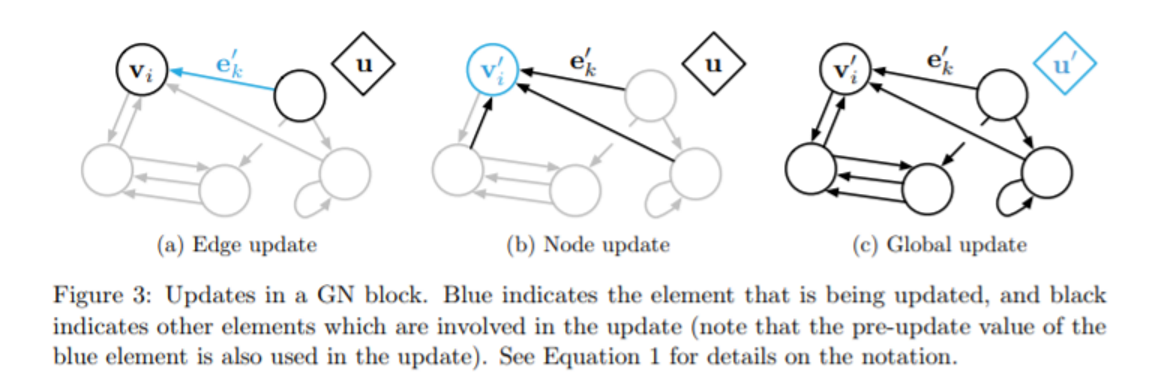 vᵢ e′ₖ u
v′ᵢ e′ₖ u
v′ᵢ e′ₖ u′
(a) Edge update
(b) Node update
(c) Global update
Figure 3: Updates in a GN block. Blue indicates the element that is being updated, and black
indicates other elements which are involved in the update (note that the pre-update value of the
blue element is also used in the update). See Equation 1 for details on the notation.